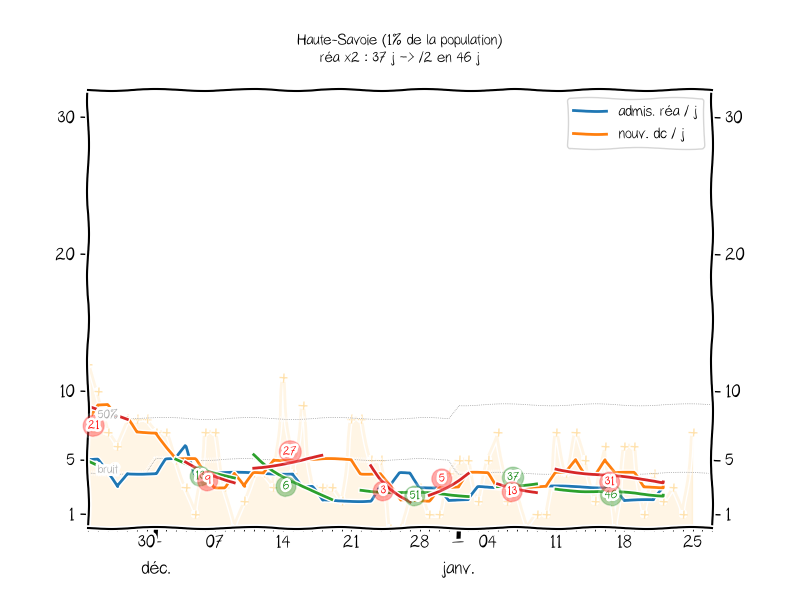 Haute-Savoie (1% de la population)
réa x2 : 37 j -> /2 en 46 j
admis. réa / j
nouv. dc / j
30 30
20 20
10 10
50%
21
27
5 5
bruit
9
6
3
5
51
37
13
31
46
1 1
30 07 14 21 28 04 11 18 25
déc. janv.